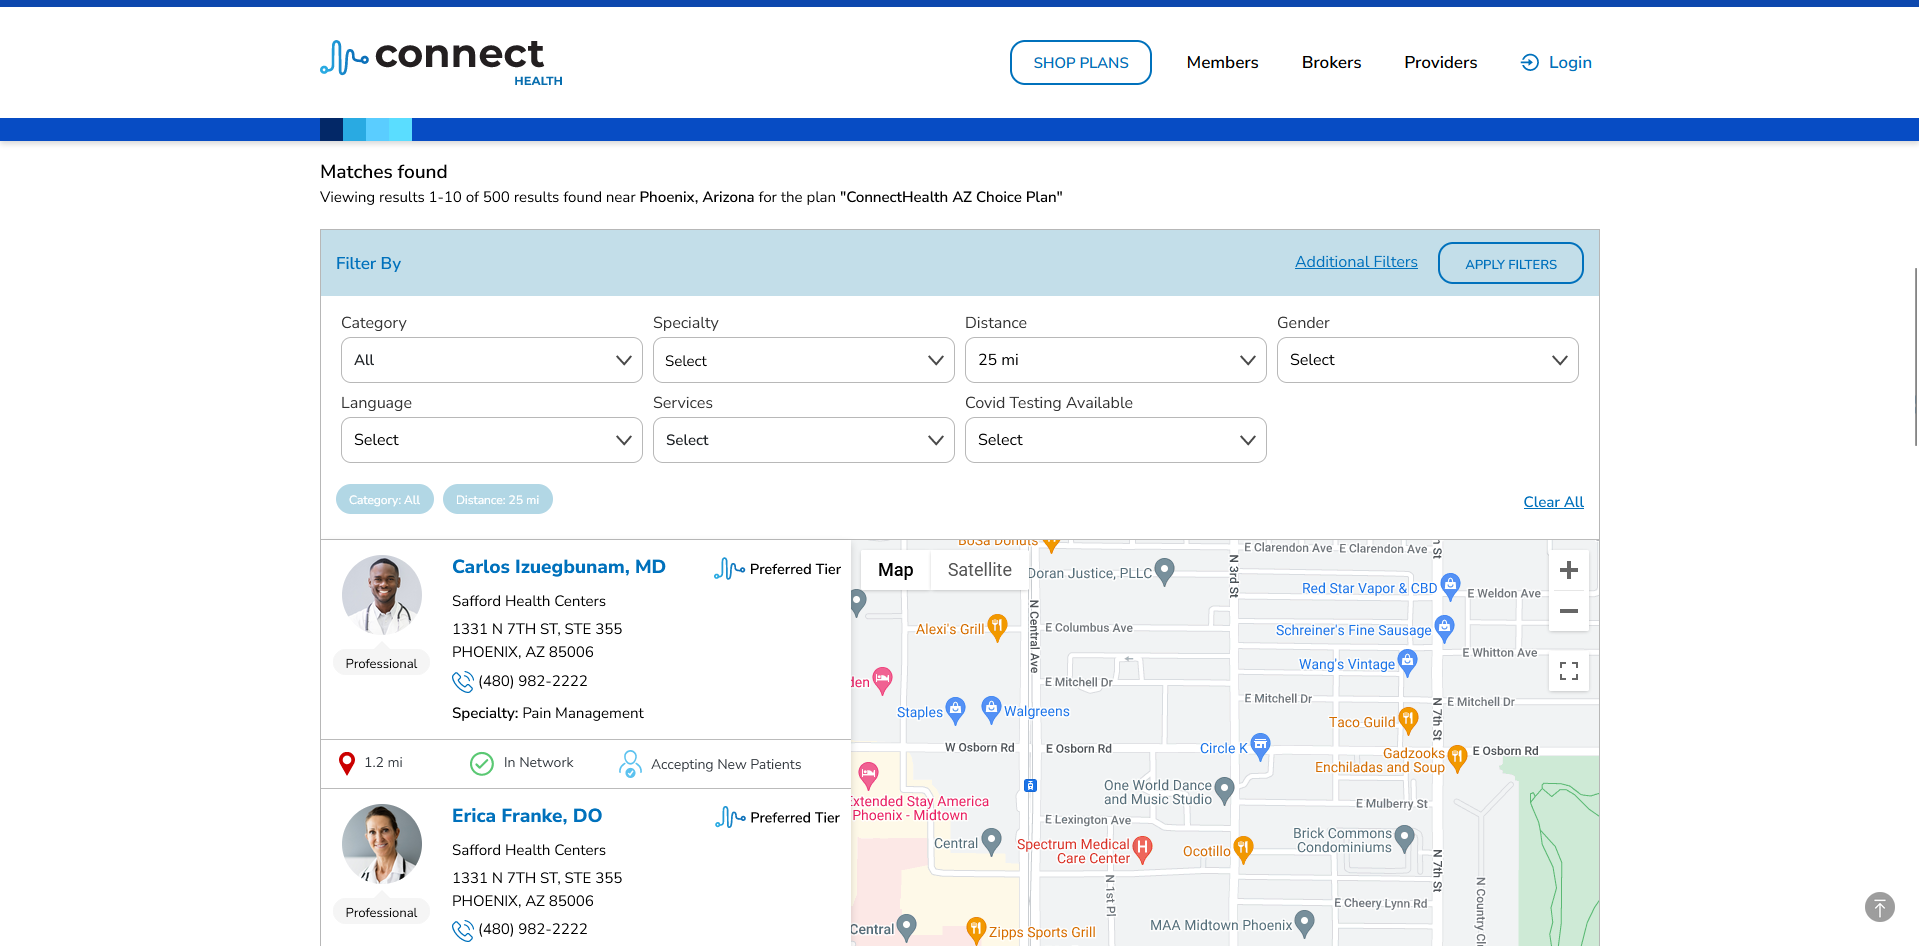 connect
HEALTH
SHOP PLANS
Members
Brokers
Providers
Login
Matches found
Viewing results 1-10 of 500 results found near Phoenix, Arizona for the plan "ConnectHealth AZ Choice Plan"
Filter By
Additional Filters
APPLY FILTERS
Category
Specialty
Distance
Gender
All
Select
25 mi
Select
Language
Services
Covid Testing Available
Select
Select
Select
Category: All
Distance: 25 mi
Clear All
Carlos Izuegbunam, MD
Preferred Tier
Safford Health Centers
1331 N 7TH ST, STE 355
PHOENIX, AZ 85006
Professional
(480) 982-2222
Specialty: Pain Management
1.2 mi
In Network
Accepting New Patients
Erica Franke, DO
Preferred Tier
Safford Health Centers
1331 N 7TH ST, STE 355
PHOENIX, AZ 85006
Professional
(480) 982-2222
BoSa Donuts
Map
Satellite
Doran Justice, PLLC
N 3rd St
E Clarendon Ave
E Clarendon Ave
St
Red Star Vapor & CBD
E Weldon Ave
Alexi's Grill
N Central Ave
E Columbus Ave
Schreiner's Fine Sausage
E Whitton Ave
Wang's Vintage
den
E Mitchell Dr
E Mitchell Dr
E Mitchell Dr
N 7th St
Staples
Walgreens
Taco Guild
W Osborn Rd
E Osborn Rd
Circle K
Gadzooks
Enchiladas and Soup
E Osborn Rd
Extended Stay America
Phoenix - Midtown
One World Dance
and Music Studio
E Mulberry St
E Lexington Ave
Central
Spectrum Medical
Care Center
Ocotillo
Brick Commons
Condominiums
N 7th St
N 1st Pl
N Country Cl
E Cheery Lynn Rd
Central
Zipps Sports Grill
MAA Midtown Phoenix